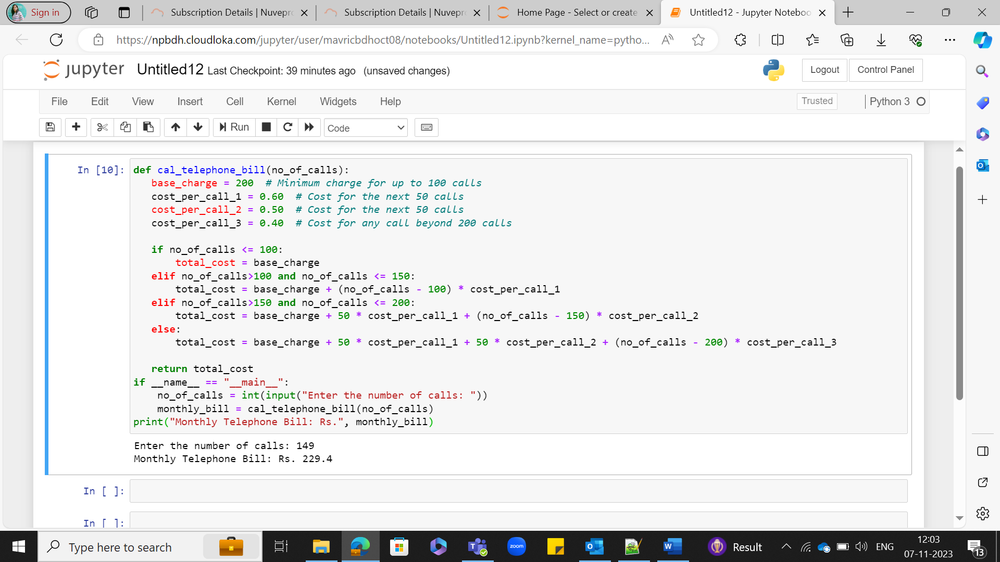 Sign in
Subscription Details | Nuvepr
Subscription Details | Nuvepr
Home Page - Select or create
Untitled12 - Jupyter Noteboo
https://npbdh.cloudloka.com/jupyter/user/mavricbdhoct08/notebooks/Untitled12.ipynb?kernel_name=pytho...
jupyter Untitled12 Last Checkpoint: 39 minutes ago (unsaved changes)
Logout
Control Panel
File Edit View Insert Cell Kernel Widgets Help
Trusted
Python 3
Run
Code
In [10]:
def cal_telephone_bill(no_of_calls):
   base_charge = 200  # Minimum charge for up to 100 calls
   cost_per_call_1 = 0.60  # Cost for the next 50 calls
   cost_per_call_2 = 0.50  # Cost for the next 50 calls
   cost_per_call_3 = 0.40  # Cost for any call beyond 200 calls
   if no_of_calls <= 100:
       total_cost = base_charge
   elif no_of_calls>100 and no_of_calls <= 150:
       total_cost = base_charge + (no_of_calls - 100) * cost_per_call_1
   elif no_of_calls>150 and no_of_calls <= 200:
       total_cost = base_charge + 50 * cost_per_call_1 + (no_of_calls - 150) * cost_per_call_2
   else:
       total_cost = base_charge + 50 * cost_per_call_1 + 50 * cost_per_call_2 + (no_of_calls - 200) * cost_per_call_3
   return total_cost
if __name__ == "__main__":
    no_of_calls = int(input("Enter the number of calls: "))
    monthly_bill = cal_telephone_bill(no_of_calls)
print("Monthly Telephone Bill: Rs.", monthly_bill)
Enter the number of calls: 149
Monthly Telephone Bill: Rs. 229.4
In [ ]:
In [ ]:
Type here to search
zoom
Result
ENG
12:03
07-11-2023
13